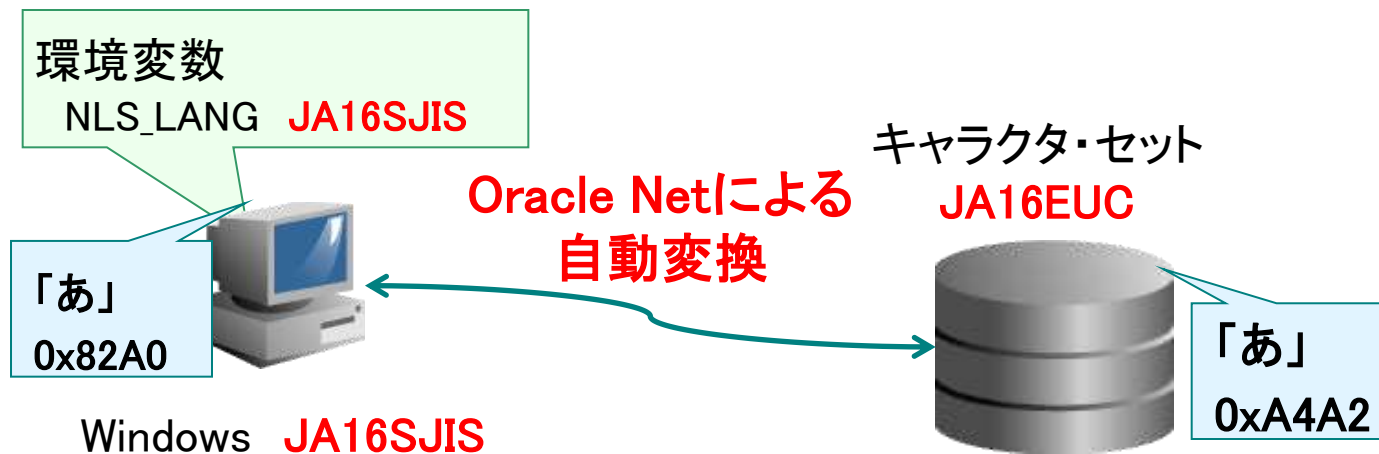 環境変数
NLS_LANG JA16SJIS
「あ」
0x82A0
Windows JA16SJIS
Oracle Netによる
自動変換
キャラクタ・セット
JA16EUC
「あ」
0xA4A2